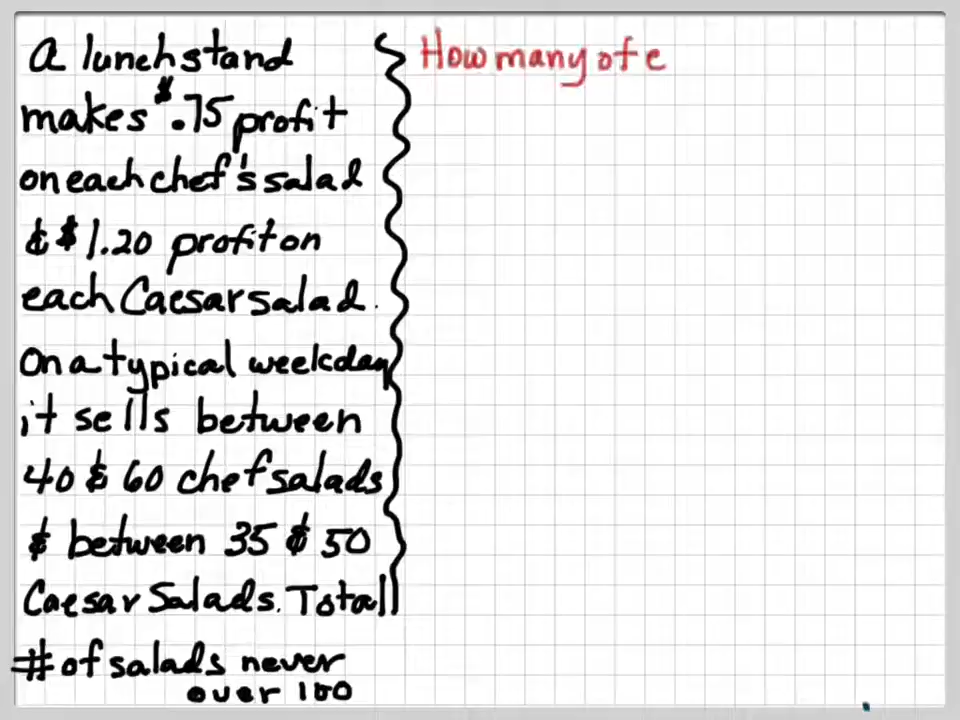 A lunchstand
makes $.75 profit
on each chef's salad
& $1.20 profit on
each Caesar salad.
On a typical weekday
it sells between
40 & 60 chef salads
& between 35 & 50
Caesar Salads. Total
# of salads never
over 100
How many of e